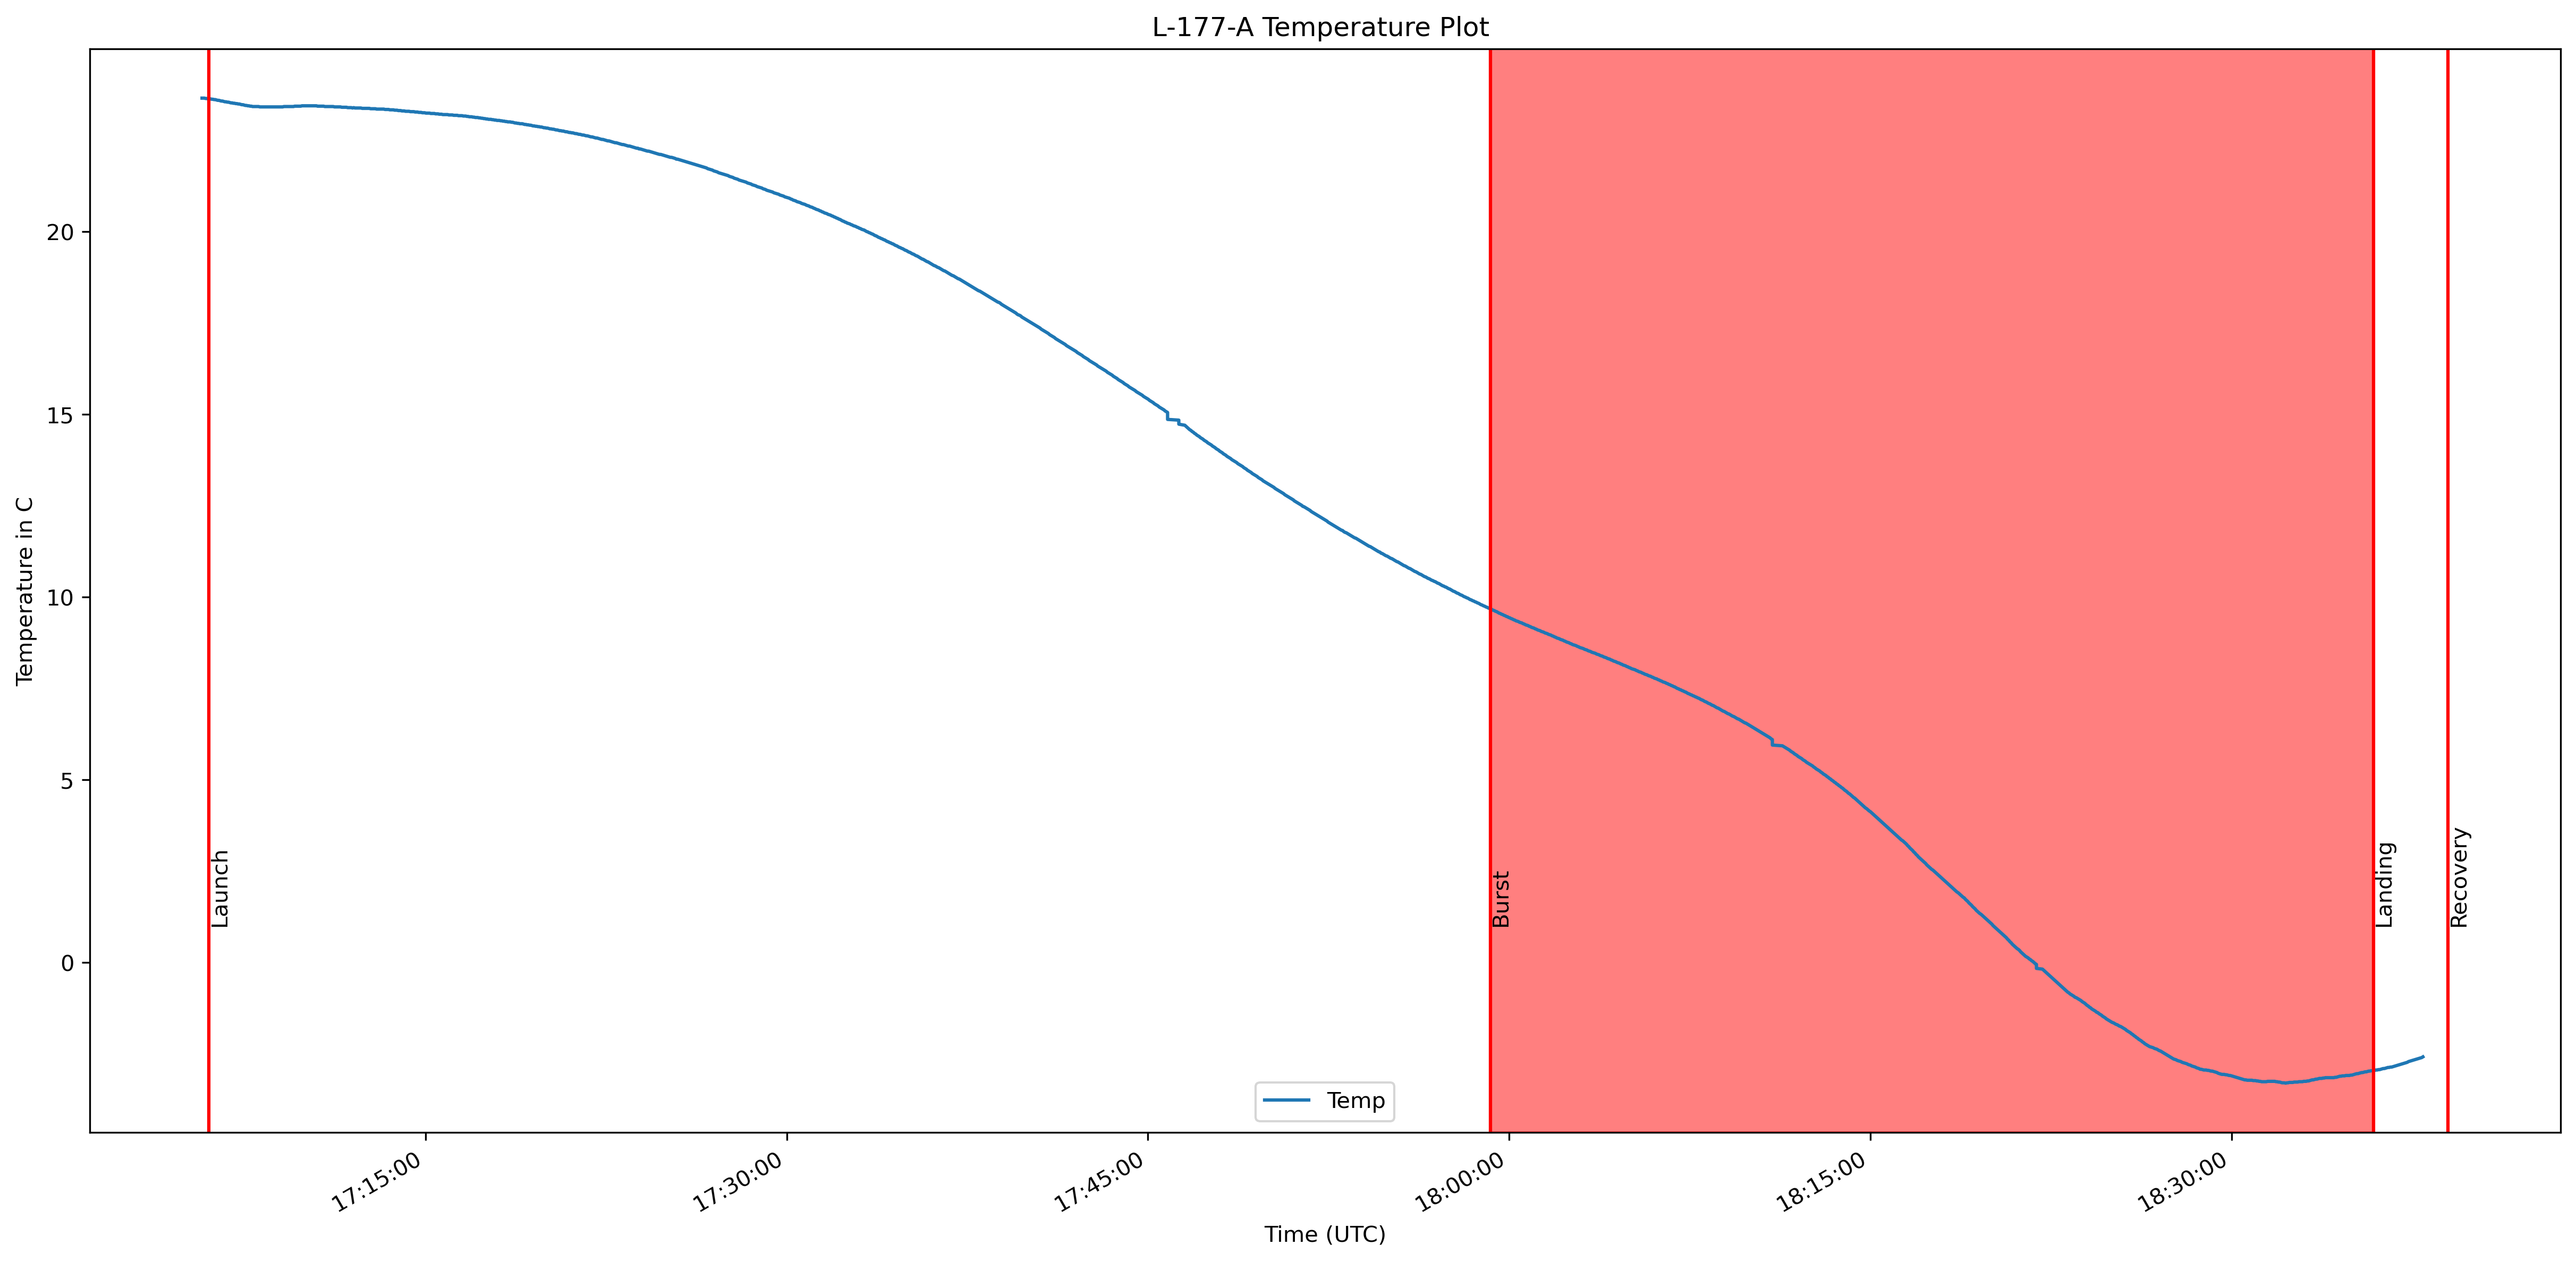 L-177-A Temperature Plot
Temperature in C
20
15
10
5
0
Launch
Burst
Landing
Recovery
Temp
17:15:00
17:30:00
17:45:00
18:00:00
18:15:00
18:30:00
Time (UTC)